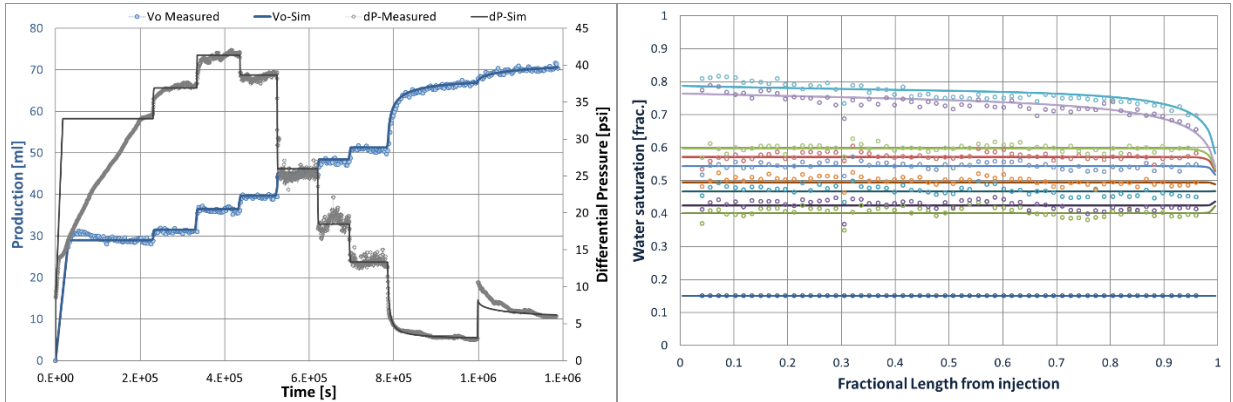 Vo Measured Vo-Sim dP-Measured dP-Sim
80 45
70 40
60 35
50 30
40 25
30 20
20 15
10 10
0 5
0
0.E+00 2.E+05 4.E+05 6.E+05 8.E+05 1.E+06 1.E+06
Time [s]
Production [ml]
Differential Pressure [psi]
1
0.9
0.8
0.7
0.6
0.5
0.4
0.3
0.2
0.1
0
0 0.1 0.2 0.3 0.4 0.5 0.6 0.7 0.8 0.9 1
Fractional Length from injection
Water saturation [frac.]